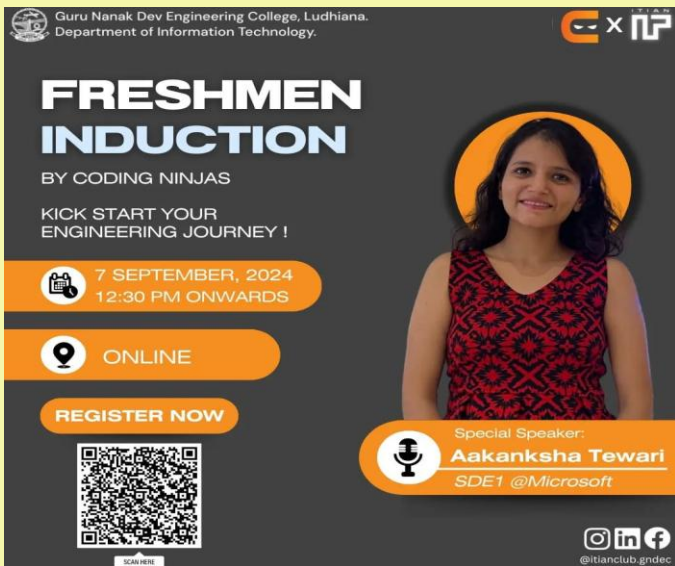 Guru Nanak Dev Engineering College, Ludhiana.
Department of Information Technology.
X
ITIAN
FRESHMEN
INDUCTION
BY CODING NINJAS
KICK START YOUR
ENGINEERING JOURNEY !
7 SEPTEMBER, 2024
12:30 PM ONWARDS
ONLINE
REGISTER NOW
SCAN HERE
Special Speaker:
Aakanksha Tewari
SDE1 @Microsoft
@itianclub.gndec